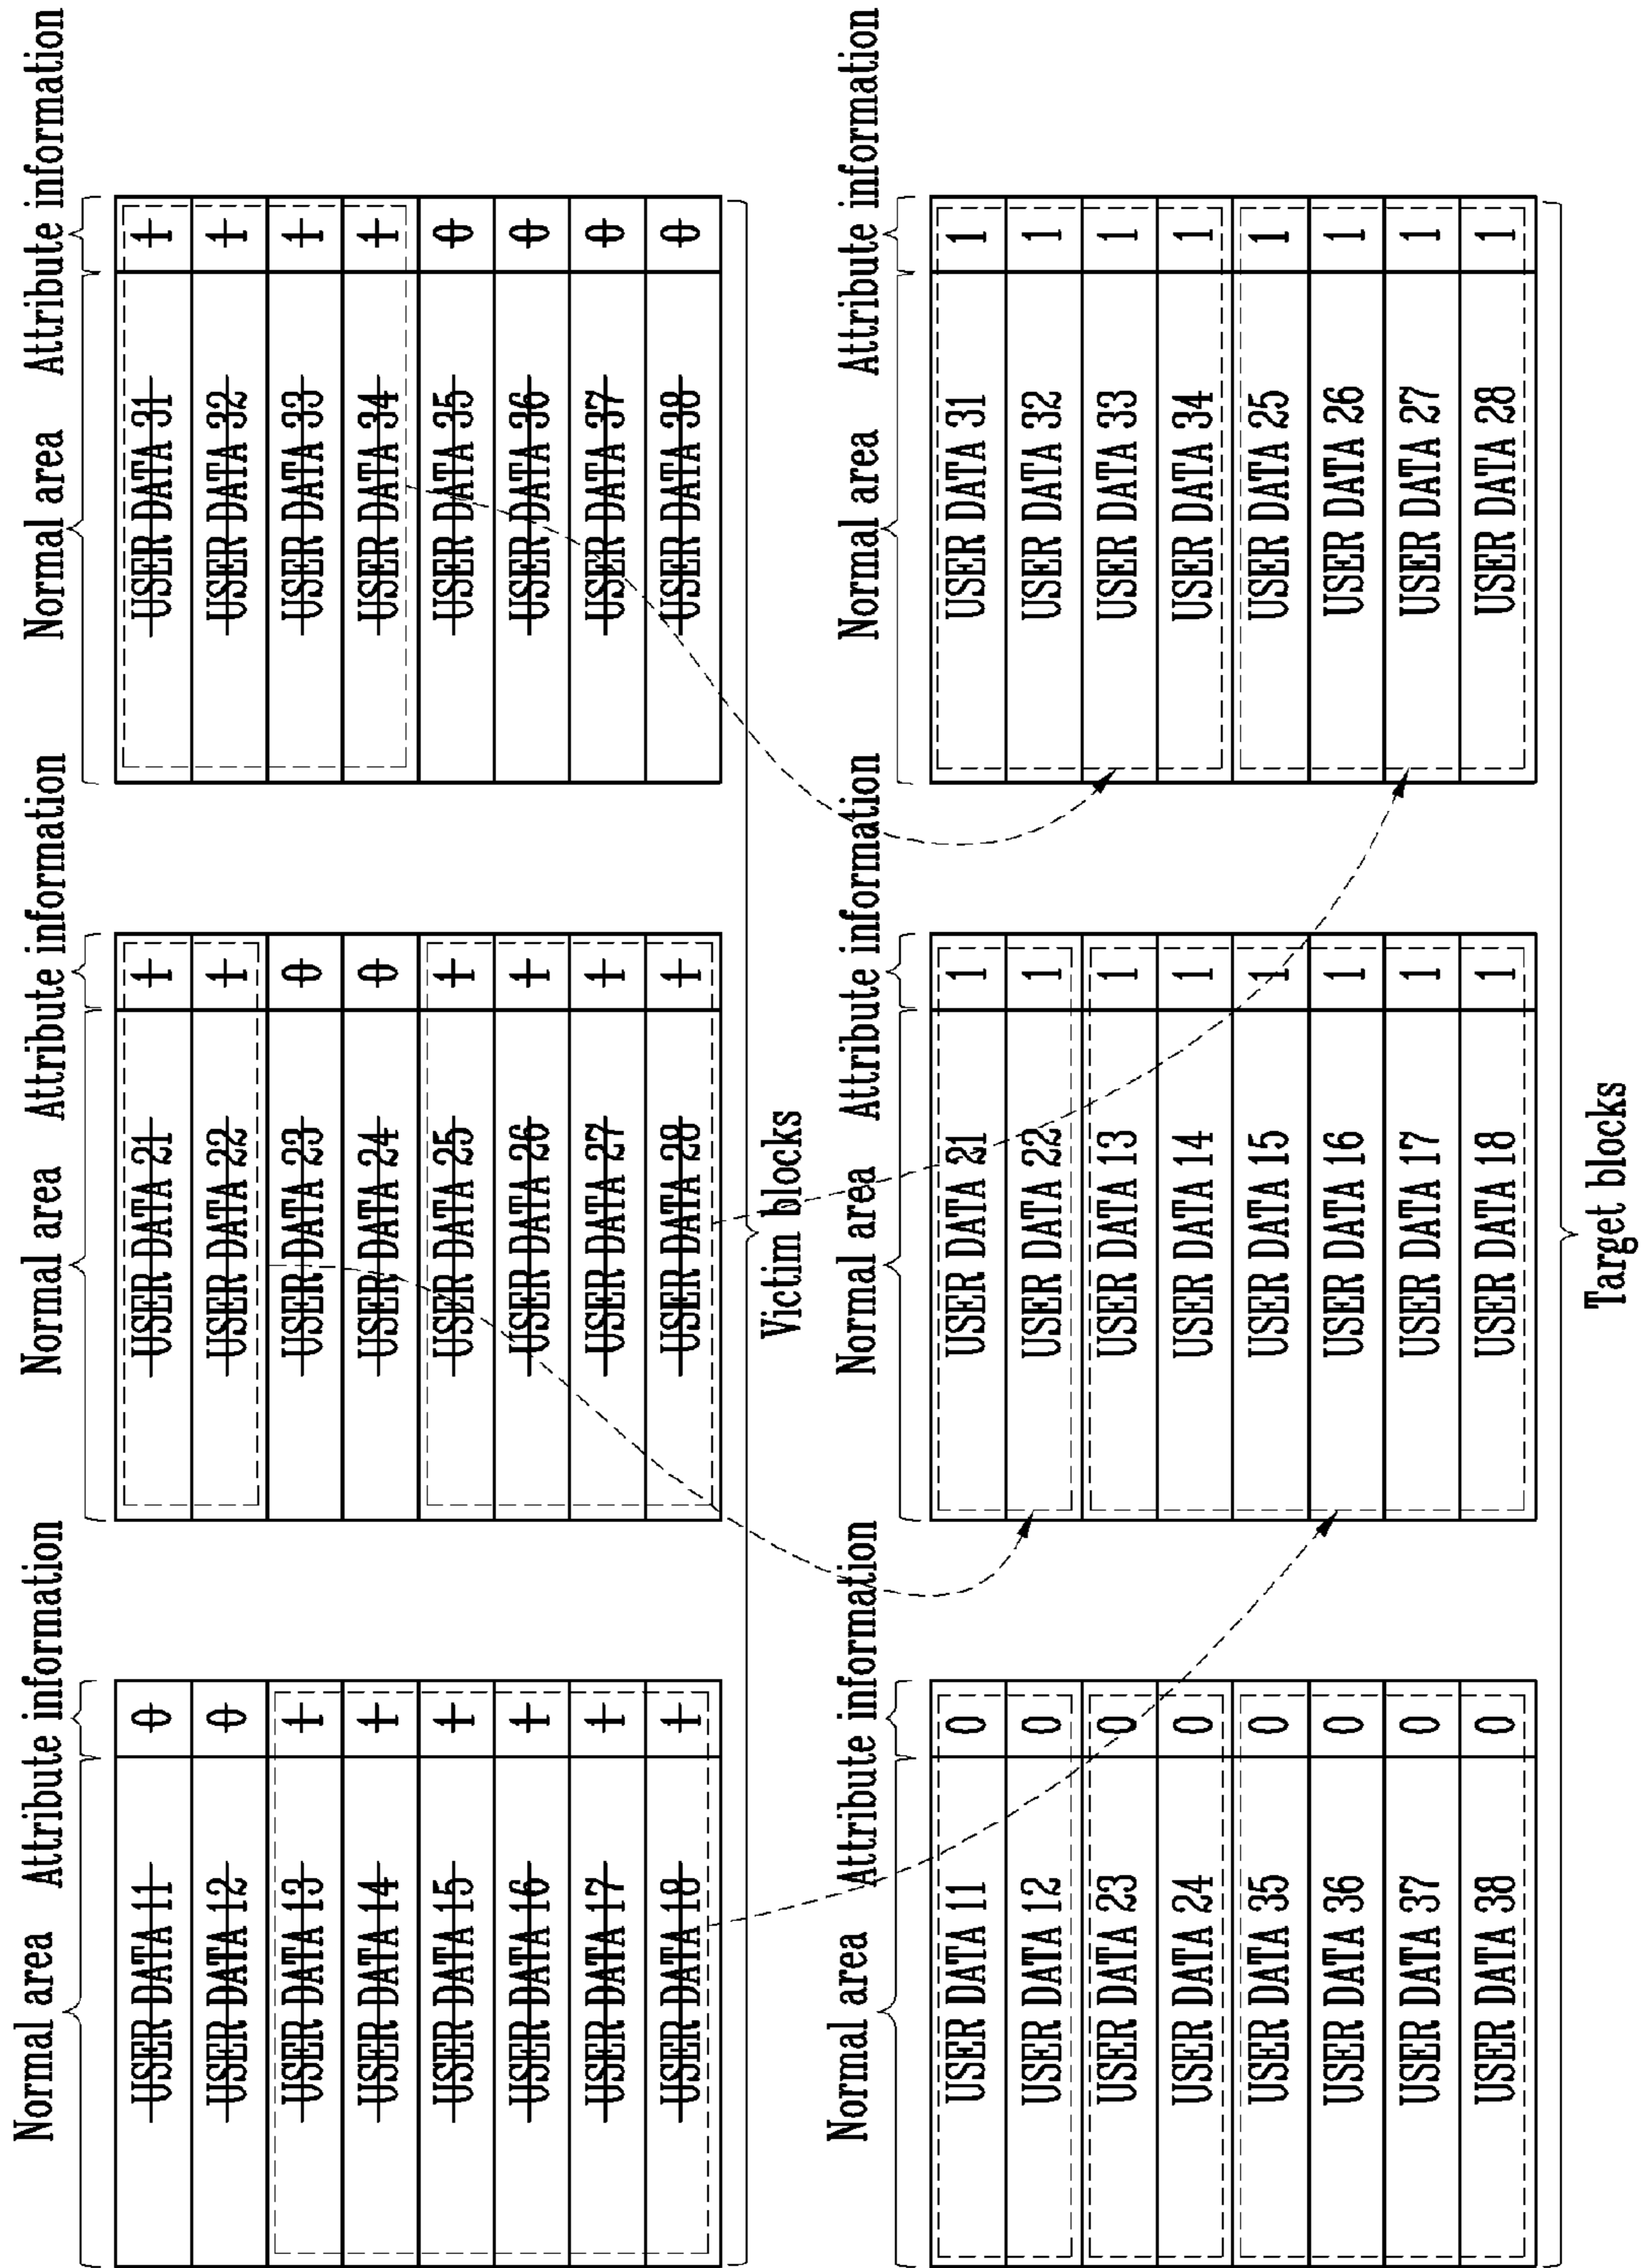 Normal area Attribute information
USER DATA 11 0
USER DATA 12 0
USER DATA 13 1
USER DATA 14 1
USER DATA 15 1
USER DATA 16 1
USER DATA 17 1
USER DATA 18 1
Normal area Attribute information
USER DATA 21 1
USER DATA 22 1
USER DATA 23 0
USER DATA 24 0
USER DATA 25 1
USER DATA 26 1
USER DATA 27 1
USER DATA 28 1
Normal area Attribute information
USER DATA 31 1
USER DATA 32 1
USER DATA 33 1
USER DATA 34 1
USER DATA 35 0
USER DATA 36 0
USER DATA 37 0
USER DATA 38 0
Victim blocks
Normal area Attribute information
USER DATA 11 0
USER DATA 12 0
USER DATA 23 0
USER DATA 24 0
USER DATA 35 0
USER DATA 36 0
USER DATA 37 0
USER DATA 38 0
Normal area Attribute information
USER DATA 21 1
USER DATA 22 1
USER DATA 13 1
USER DATA 14 1
USER DATA 15 1
USER DATA 16 1
USER DATA 17 1
USER DATA 18 1
Normal area Attribute information
USER DATA 31 1
USER DATA 32 1
USER DATA 33 1
USER DATA 34 1
USER DATA 25 1
USER DATA 26 1
USER DATA 27 1
USER DATA 28 1
Target blocks